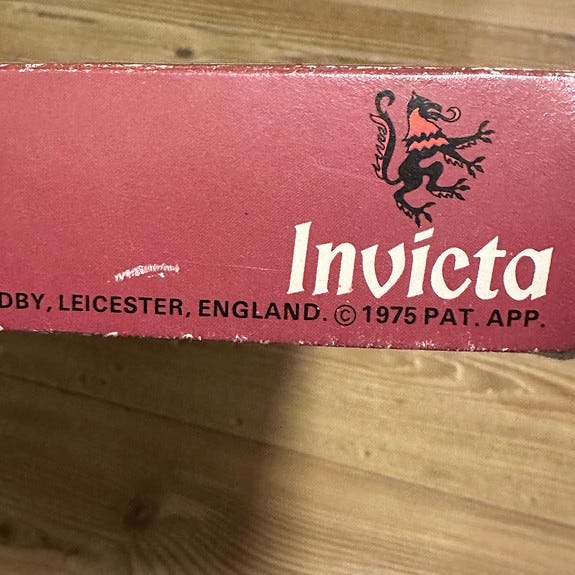 Invicta
DBY, LEICESTER, ENGLAND. © 1975 PAT. APP.